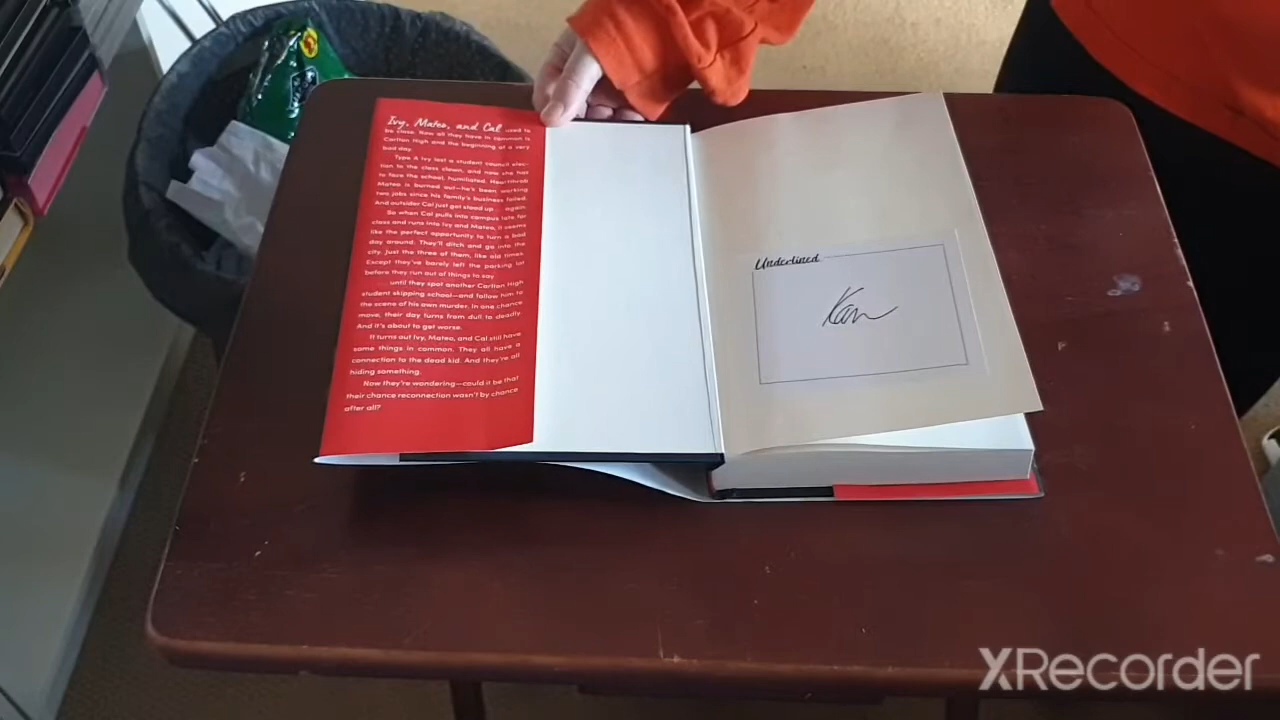 Ivy, Mateo, and Cal used to
be close. Now all they have in common is
Carlton High and the beginning of a very
bad day.
Type A Ivy lost a student council elec-
tion to the class clown, and now she has
to face the school, humiliated. Heartthrob
Mateo is burned out—he's been working
two jobs since his family's business failed.
And outsider Cal just got stood up . . . again.
So when Cal pulls into campus late for
class and runs into Ivy and Mateo, it seems
like the perfect opportunity to turn a bad
day around. They'll ditch and go into the
city. Just the three of them, like old times.
Except they've barely left the parking lot
before they run out of things to say . . .
until they spot another Carlton High
student skipping school—and follow him to
the scene of his own murder. In one chance
move, their day turns from dull to deadly.
And it's about to get worse.
It turns out Ivy, Mateo, and Cal still have
some things in common. They all have a
connection to the dead kid. And they're all
hiding something.
Now they're wondering—could it be that
their chance reconnection wasn't by chance
after all?
Underlined
XRecorder